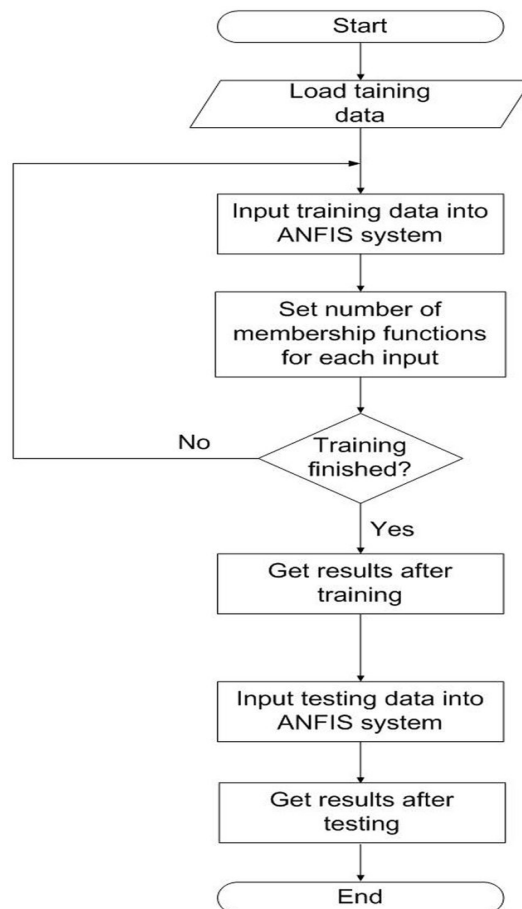 Start
Load taining
data
Input training data into
ANFIS system
Set number of
membership functions
for each input
No
Training
finished?
Yes
Get results after
training
Input testing data into
ANFIS system
Get results after
testing
End